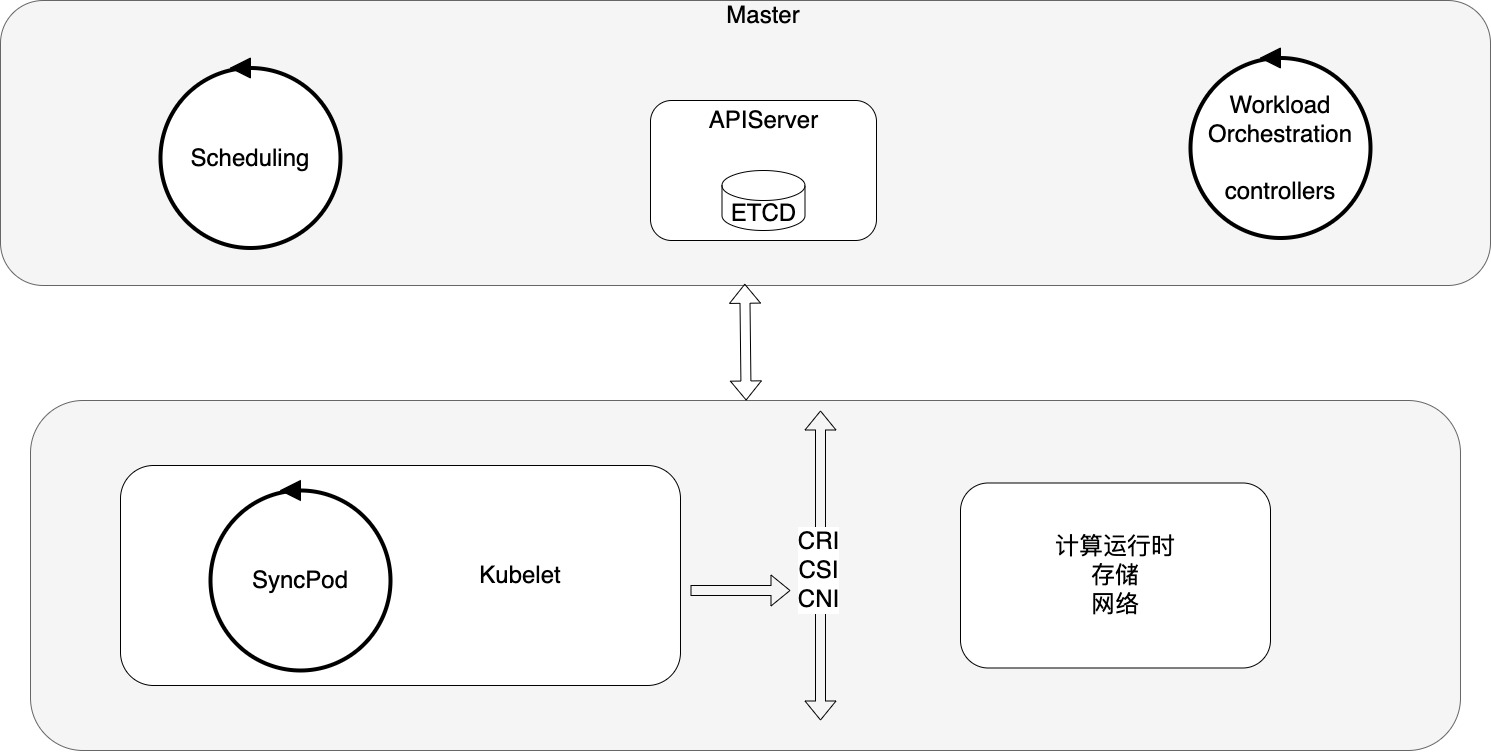 Master
Scheduling
APIServer
ETCD
Workload
Orchestration
controllers
SyncPod
Kubelet
CRI
CSI
CNI
计算运行时
存储
网络